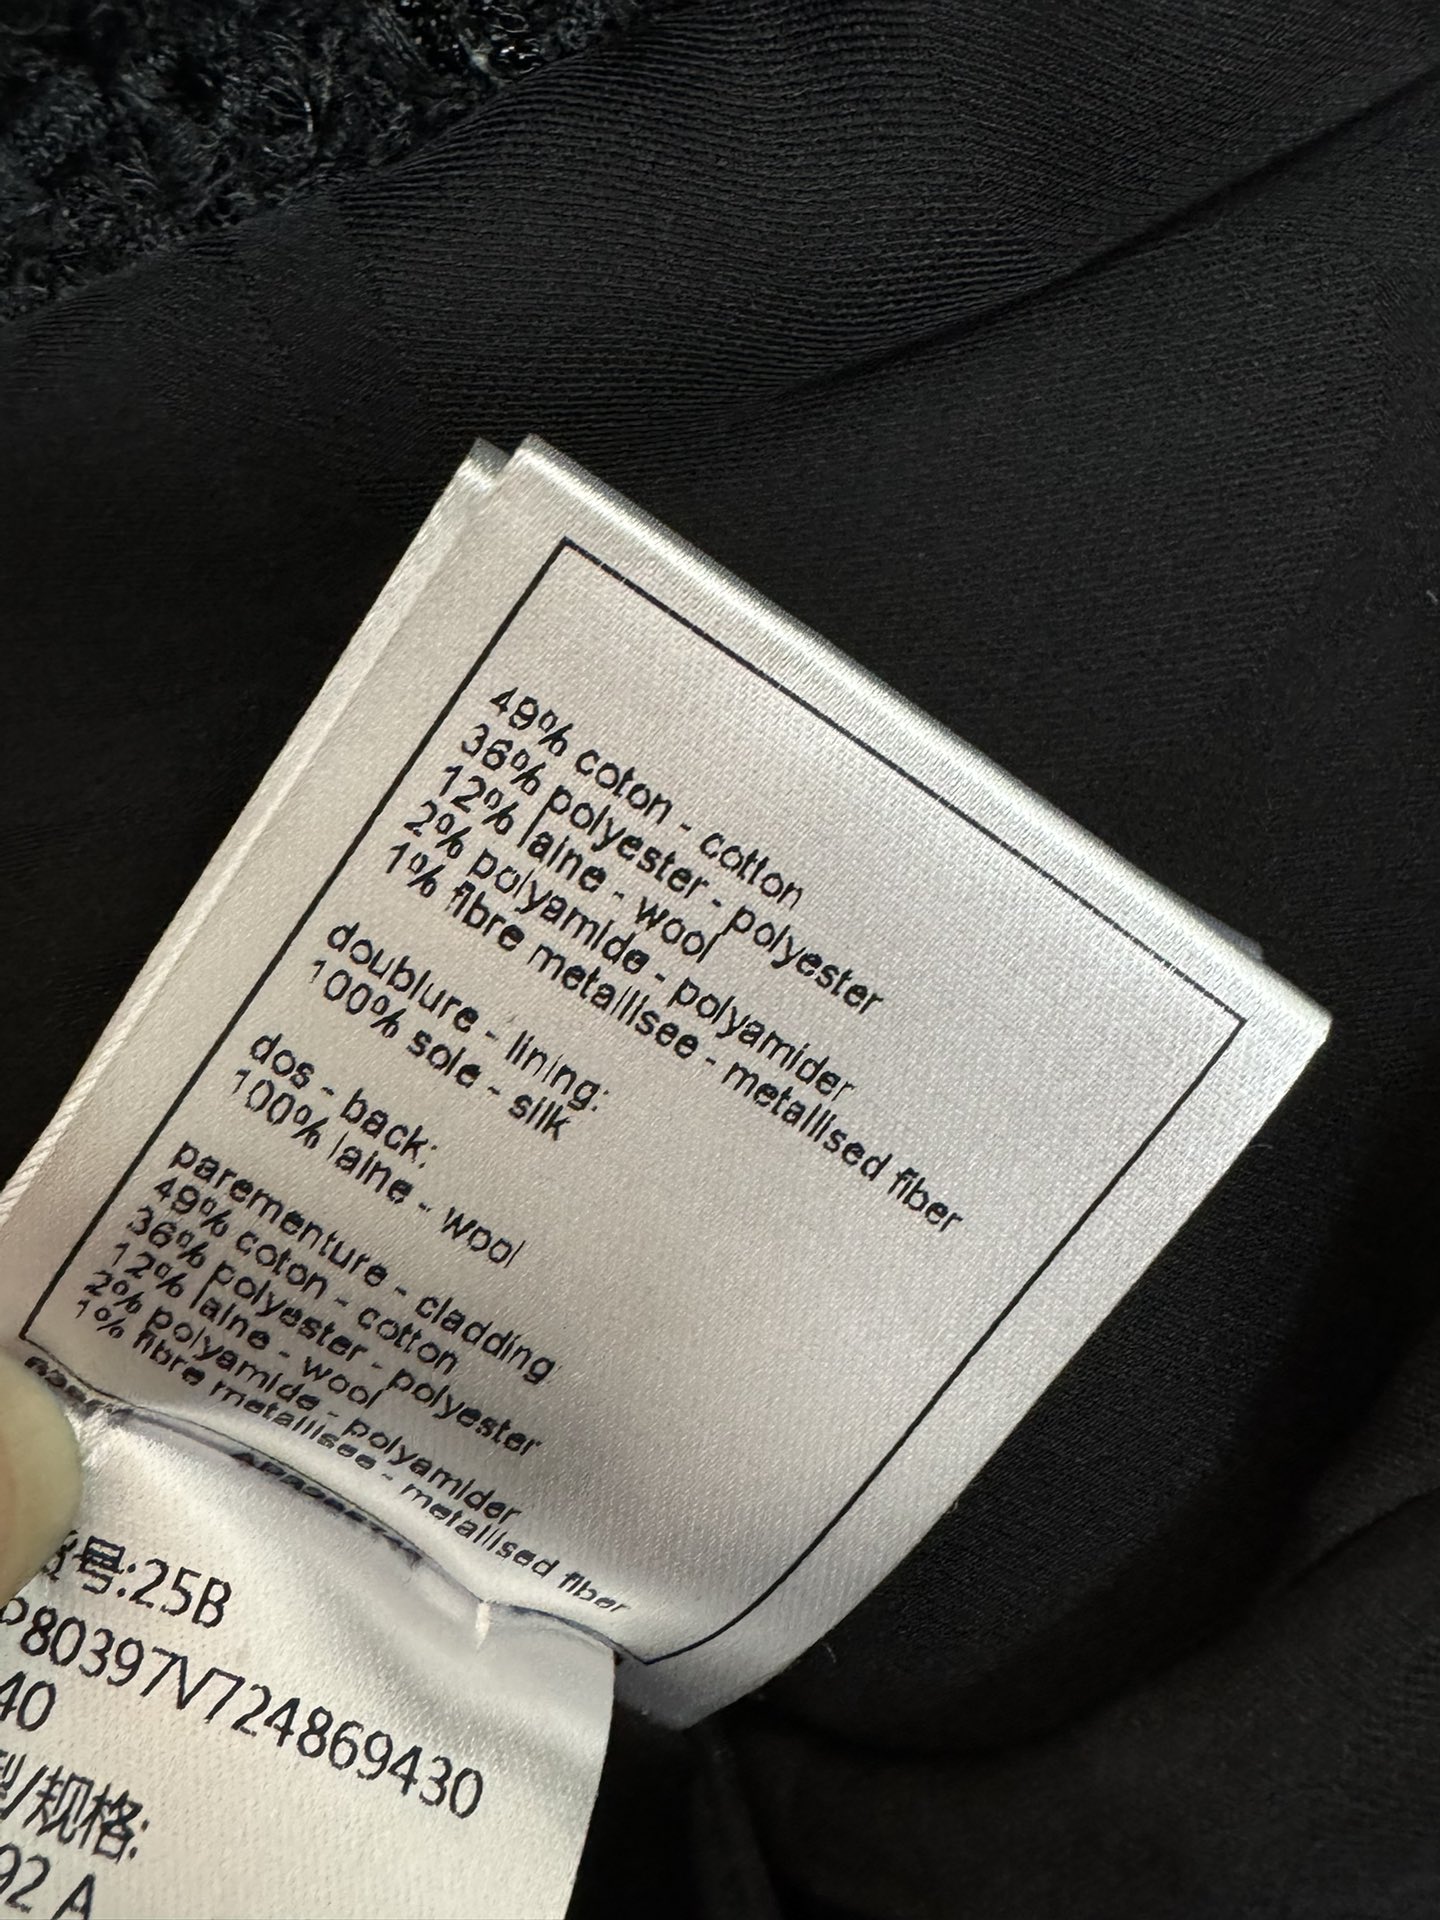 49% coton - cotton
36% polyester - polyester
12% laine - wool
2% polyamide - polyamider
1% fibre metallisee - metallised fiber
doublure - lining:
100% sole - silk
dos - back:
100% laine - wool
parementure - cladding
49% coton - cotton
36% polyester - polyester
12% laine - wool
2% polyamide - polyamider
1% fibre metallisee - metallised fiber
号:25B
P80397V724869430
40
型/规格:
92 A